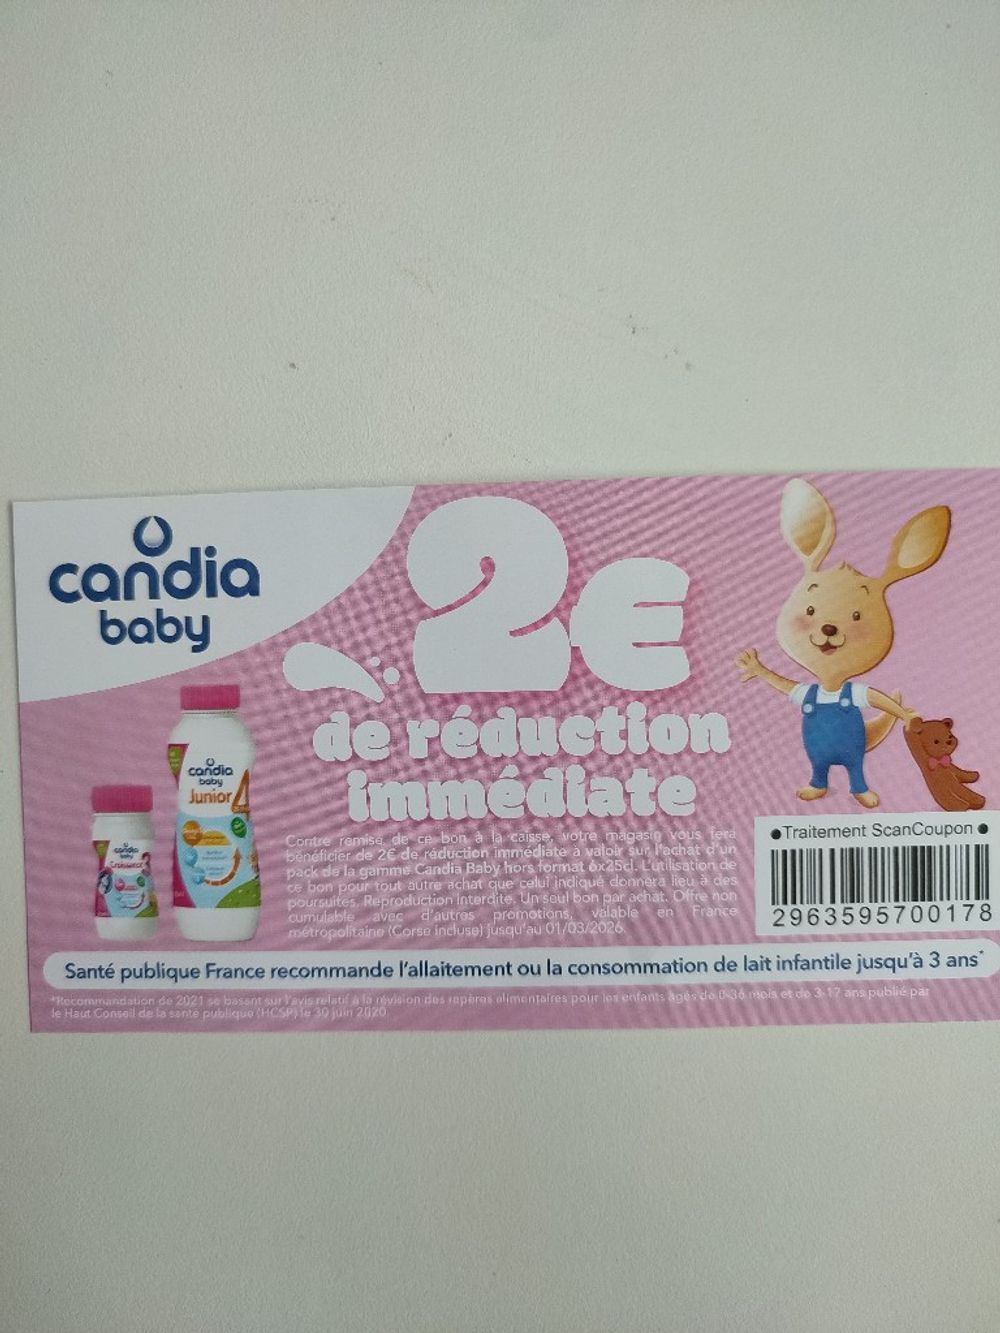 candia
baby
2€
de réduction
immédiate
candia
baby
Junior 4
candia
baby
Croissance
Contre remise de ce bon à la caisse, votre magasin vous fera
bénéficier de 2€ de réduction immédiate à valoir sur l'achat d'un
pack de la gamme Candia Baby hors format 6x25cl. L'utilisation de
ce bon pour tout autre achat que celui indiqué donnera lieu à des
poursuites. Reproduction interdite. Un seul bon par achat. Offre non
cumulable avec d'autres promotions, valable en France
métropolitaine (Corse incluse) jusqu'au 01/03/2026.
Traitement ScanCoupon
2963595700178
Santé publique France recommande l'allaitement ou la consommation de lait infantile jusqu'à 3 ans*
*Recommandation de 2021 se basant sur l'avis relatif à la révision des repères alimentaires pour les enfants âgés de 0-36 mois et de 3-17 ans publié par
le Haut Conseil de la santé publique (HCSP) le 30 juin 2020